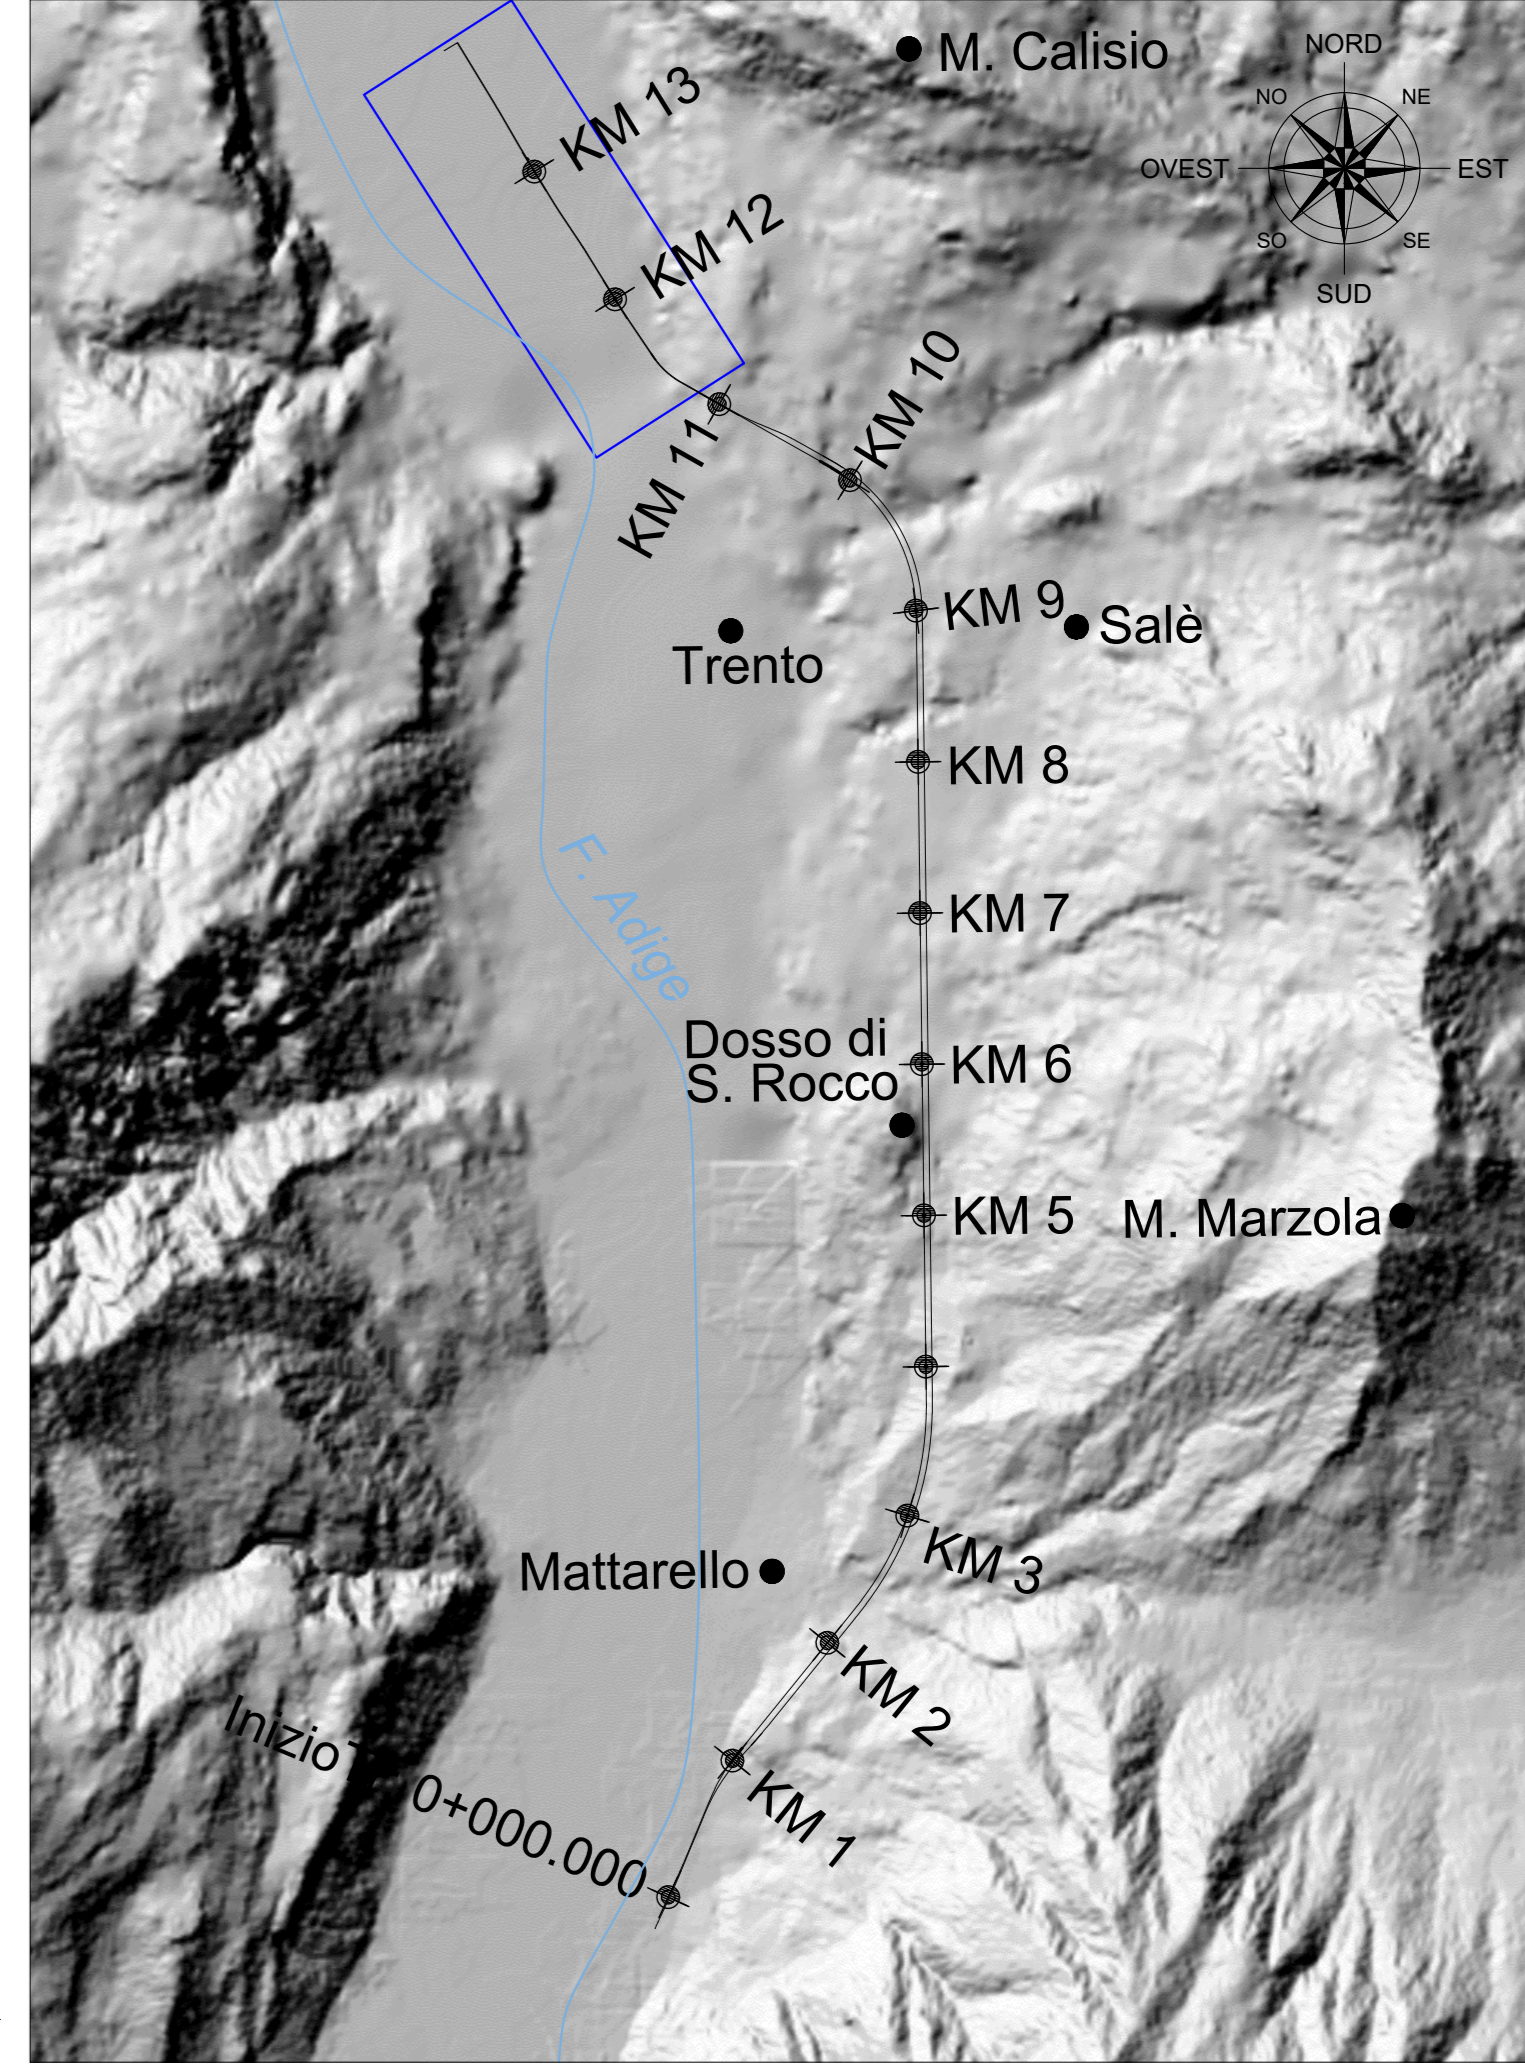 M. Calisio
NORD
NO
NE
OVEST
EST
SO
SE
SUD
KM 13
KM 12
KM 10
KM 11
KM 9
Salè
Trento
KM 8
F. Adige
KM 7
Dosso di
S. Rocco
KM 6
KM 5
M. Marzola
KM 3
Mattarello
KM 2
Inizio
0+000.000
KM 1